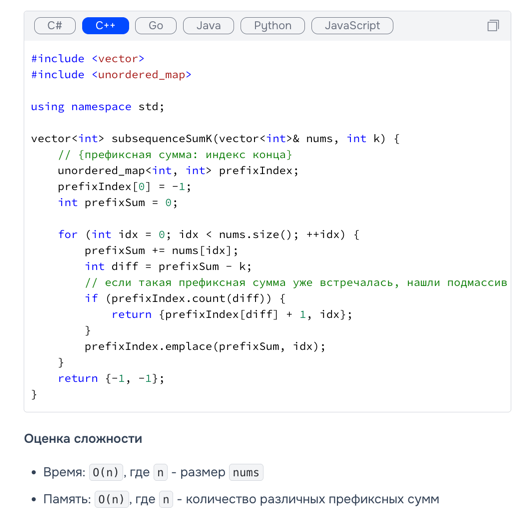 C# C++ Go Java Python JavaScript
#include <vector>
#include <unordered_map>
using namespace std;
vector<int> subsequenceSumK(vector<int>& nums, int k) {
    // {префиксная сумма: индекс конца}
    unordered_map<int, int> prefixIndex;
    prefixIndex[0] = -1;
    int prefixSum = 0;
    for (int idx = 0; idx < nums.size(); ++idx) {
        prefixSum += nums[idx];
        int diff = prefixSum - k;
        // если такая префиксная сумма уже встречалась, нашли подмассив
        if (prefixIndex.count(diff)) {
            return {prefixIndex[diff] + 1, idx};
        }
        prefixIndex.emplace(prefixSum, idx);
    }
    return {-1, -1};
}
Оценка сложности
• Время: O(n), где n - размер nums
• Память: O(n), где n - количество различных префиксных сумм